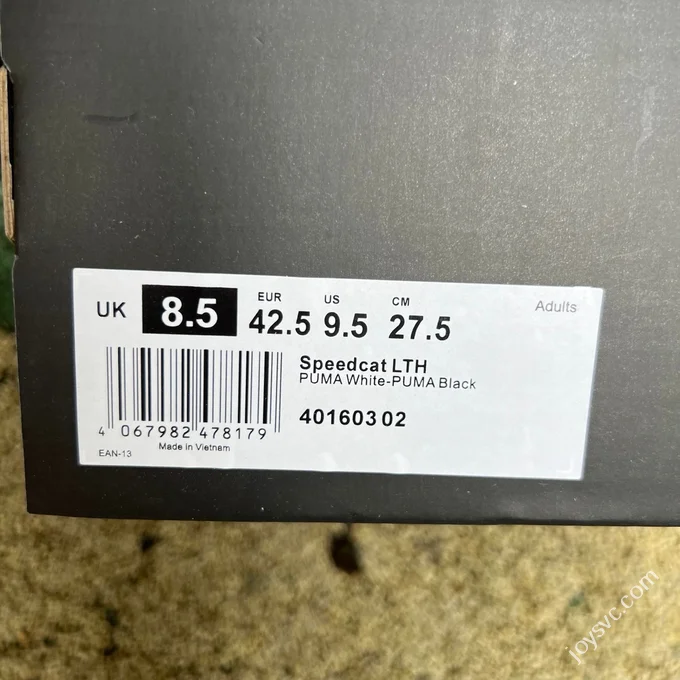 UK 8.5 EUR 42.5 US 9.5 CM 27.5 Adults
Speedcat LTH
PUMA White-PUMA Black
401603 02
4 067982 478179
Made in Vietnam
EAN-13
joysvc.com